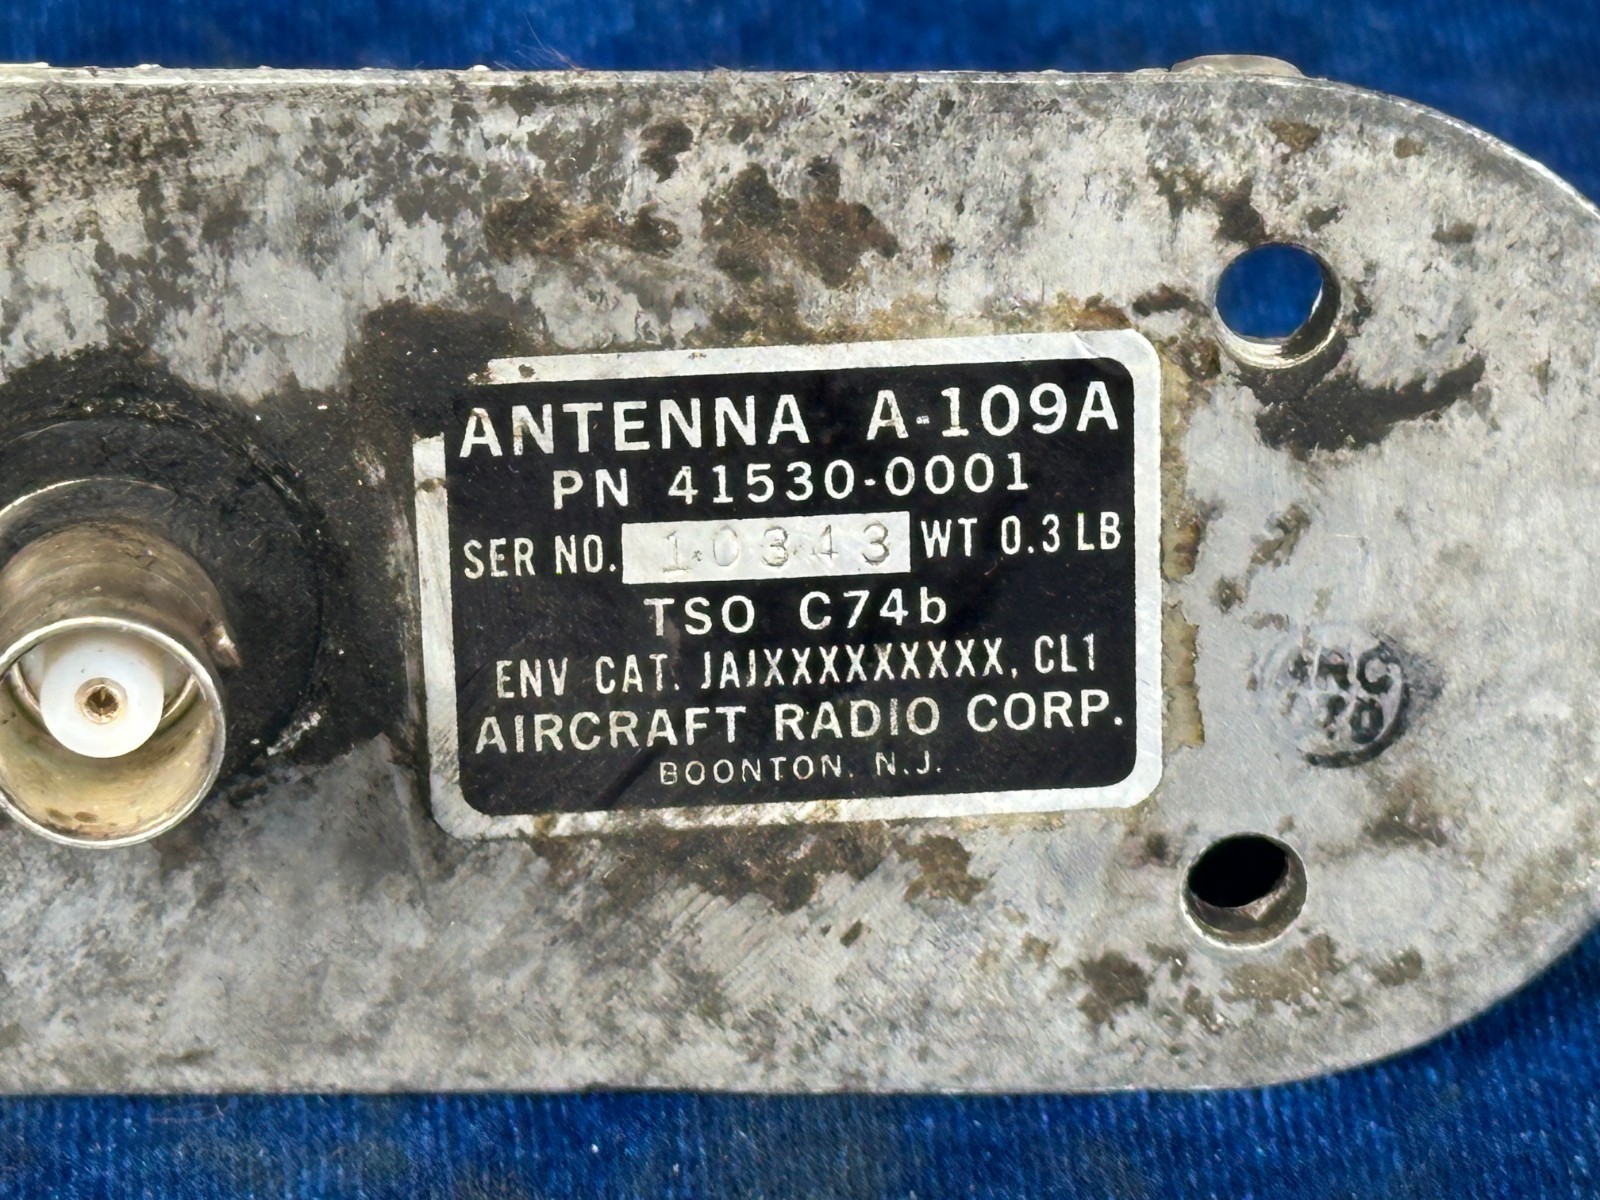 ANTENNA A-109A
PN 41530-0001
SER NO. 10343 WT 0.3 LB
TSO C74b
ENV CAT. JAJXXXXXXXXX, CL1
AIRCRAFT RADIO CORP.
BOONTON, N.J.
ARC